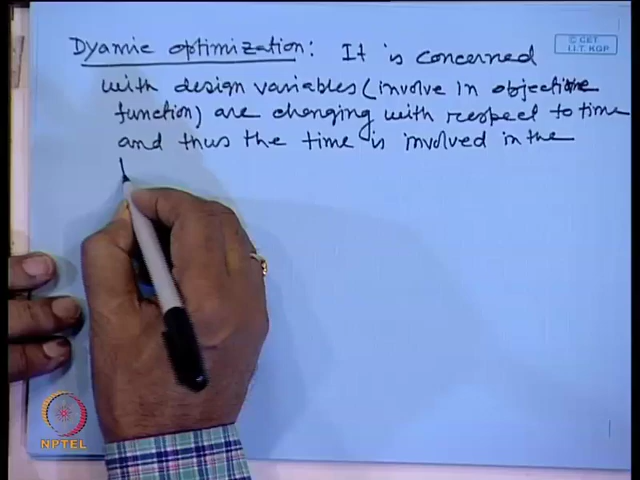 Dyamic optimization: It is concerned
with design variables (involve in objective
function) are changing with respect to time
and thus the time is involved in the
© CET
I.I.T. KGP
NPTEL